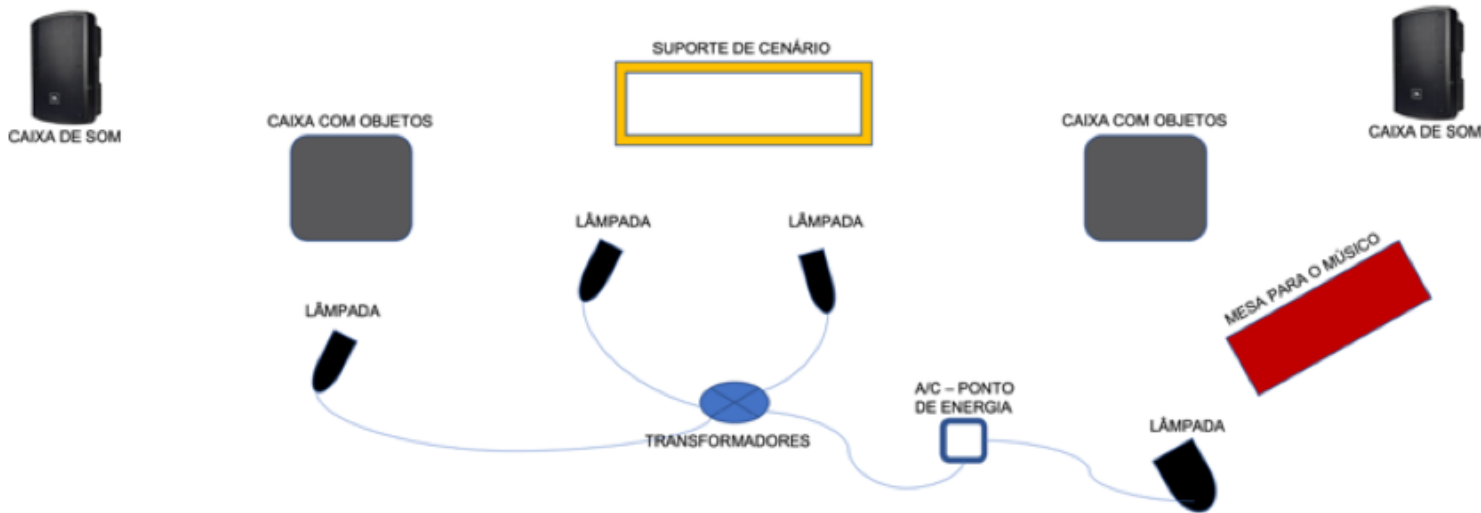 SUPORTE DE CENÁRIO
CAIXA DE SOM
CAIXA COM OBJETOS
CAIXA COM OBJETOS
CAIXA DE SOM
LÂMPADA
LÂMPADA
MESA PARA O MÚSICO
LÂMPADA
A/C – PONTO
DE ENERGIA
TRANSFORMADORES
LÂMPADA